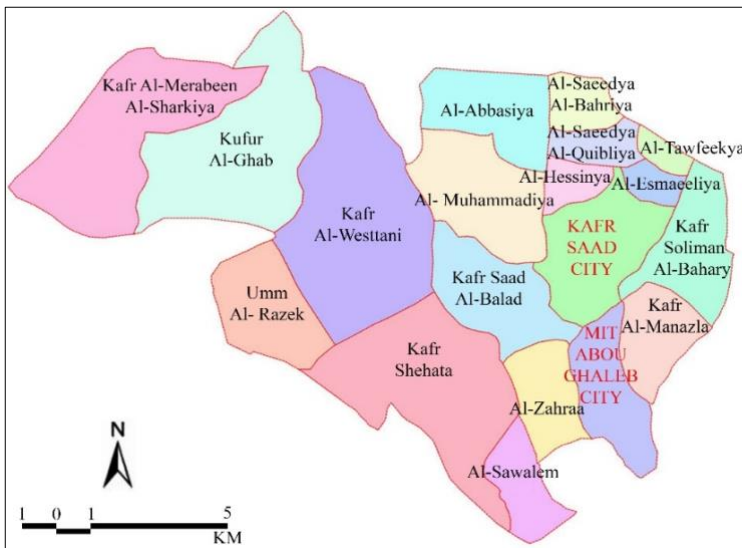 Kafr Al-Merabeen
Al-Sharkiya
Kufur
Al-Ghab
Kafr
Al-Westtani
Umm
Al- Razek
Al-Abbasiya
Al-Saeedya
Al-Bahriya
Al-Saeedya
Al-Quibliya
Al-Tawfeekya
Al-Hessinya
Al-Esmaeeliya
Al- Muhammadiya
KAFR
SAAD
CITY
Kafr
Soliman
Al-Bahary
Kafr Saad
Al-Balad
Kafr
Al-Manazla
MIT
ABOU
GHALEB
CITY
Kafr
Shehata
Al-Zahraa
Al-Sawalem
N
1 0 1 5
KM